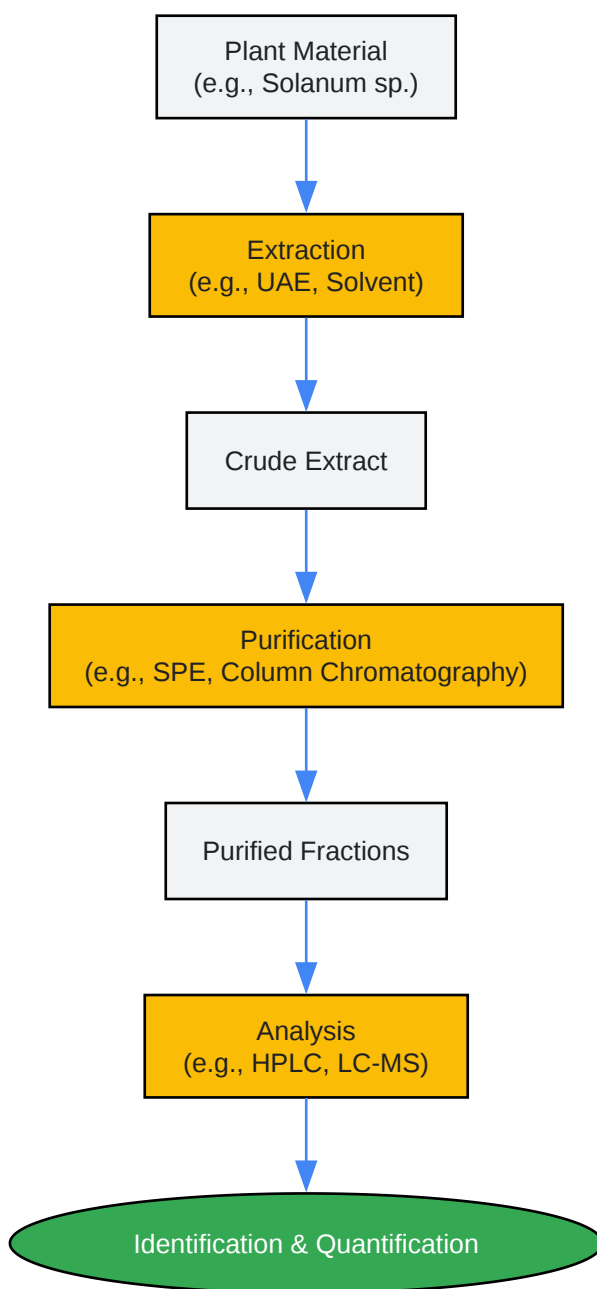 Plant Material
(e.g., Solanum sp.)
Extraction
(e.g., UAE, Solvent)
Crude Extract
Purification
(e.g., SPE, Column Chromatography)
Purified Fractions
Analysis
(e.g., HPLC, LC-MS)
Identification & Quantification